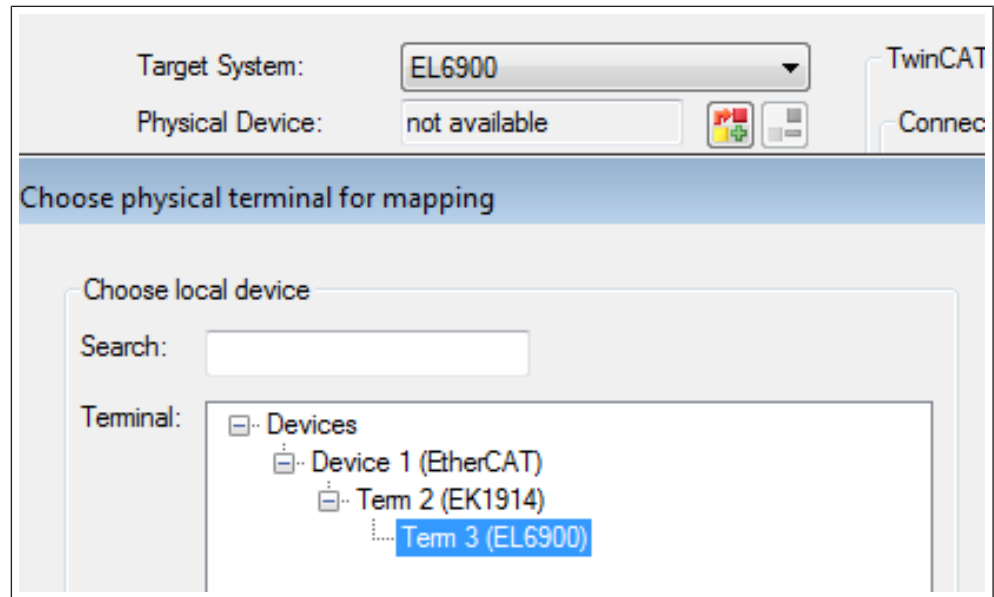 Target System: EL6900 TwinCAT
Physical Device: not available Connec
Choose physical terminal for mapping
Choose local device
Search:
Terminal: Devices
Device 1 (EtherCAT)
Term 2 (EK1914)
Term 3 (EL6900)